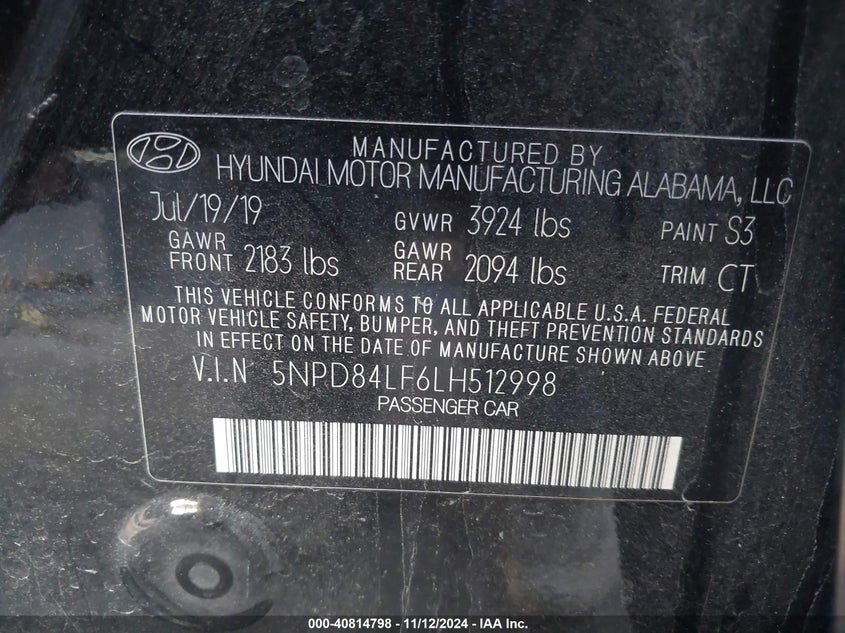 MANUFACTURED BY
HYUNDAI MOTOR MANUFACTURING ALABAMA, LLC
Jul/19/19 GVWR 3924 lbs PAINT S3
GAWR FRONT 2183 lbs GAWR REAR 2094 lbs TRIM CT
THIS VEHICLE CONFORMS TO ALL APPLICABLE U.S.A. FEDERAL
MOTOR VEHICLE SAFETY, BUMPER, AND THEFT PREVENTION STANDARDS
IN EFFECT ON THE DATE OF MANUFACTURE SHOWN ABOVE
V.I.N 5NPD84LF6LH512998
PASSENGER CAR
000-40814798 - 11/12/2024 - IAA Inc.